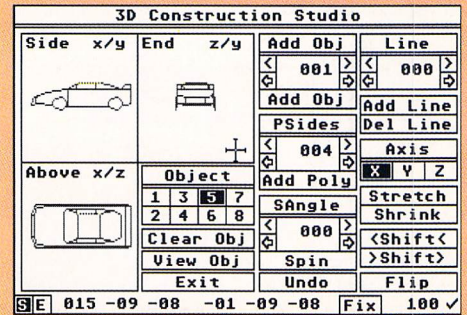 3D Construction Studio
Side x/y
End z/y
Above x/z
Add Obj
< 001 >
Add Obj
PSides
< 004 >
Add Poly
SAngle
< 000 >
Spin
Undo
Line
< 000 >
Add Line
Del Line
Axis
X Y Z
Stretch
Shrink
<Shift<
>Shift>
Flip
Object
1 3 5 7
2 4 6 8
Clear Obj
View Obj
Exit
S E 015 -09 -08 -01 -09 -08 Fix 100 ✓